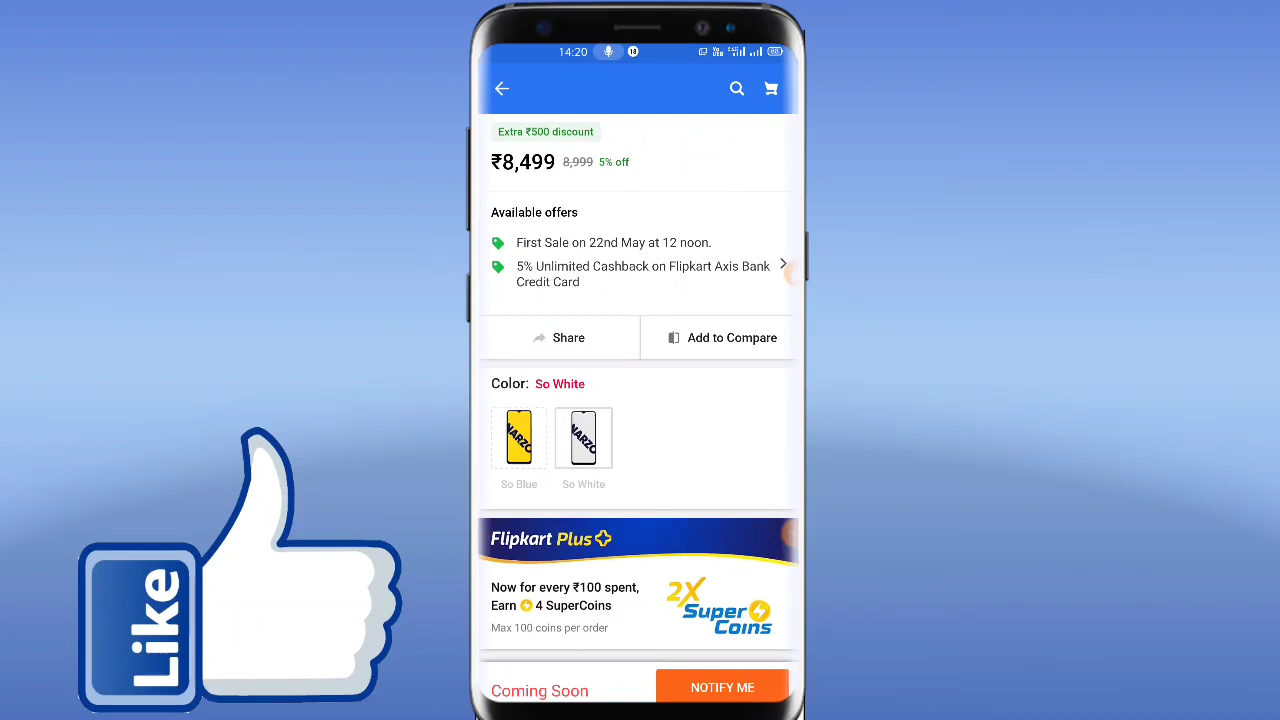 14:20
18
Extra ₹500 discount
₹8,499 8,999 5% off
Available offers
First Sale on 22nd May at 12 noon.
5% Unlimited Cashback on Flipkart Axis Bank
Credit Card
Share
Add to Compare
Color: So White
NARZO
NARZO
So Blue
So White
Flipkart Plus
Now for every ₹100 spent,
Earn 4 SuperCoins
Max 100 coins per order
2X
Super
Coins
Coming Soon
NOTIFY ME
Like